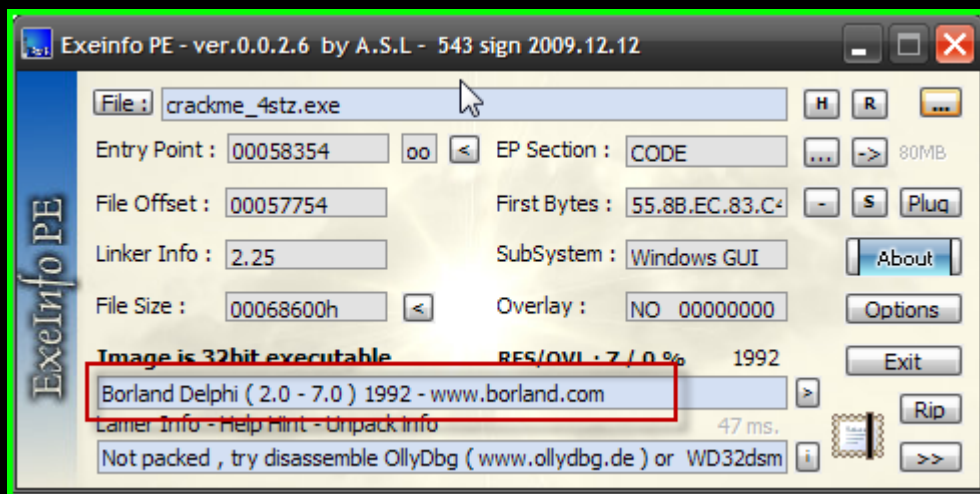 Exeinfo PE - ver.0.0.2.6 by A.S.L - 543 sign 2009.12.12
ExeInfo PE
File : crackme_4stz.exe H R ...
Entry Point : 00058354 oo < EP Section : CODE ... -> 80MB
File Offset : 00057754 First Bytes : 55.8B.EC.83.C4 - S Plug
Linker Info : 2.25 SubSystem : Windows GUI About
File Size : 00068600h < Overlay : NO 00000000 Options
Image is 32bit executable RES/OVL : 7 / 0 % 1992 Exit
Borland Delphi ( 2.0 - 7.0 ) 1992 - www.borland.com >
Lamer Info - Help Hint - Unpack info 47 ms. Rip
Not packed , try disassemble OllyDbg ( www.ollydbg.de ) or WD32dsm i >>